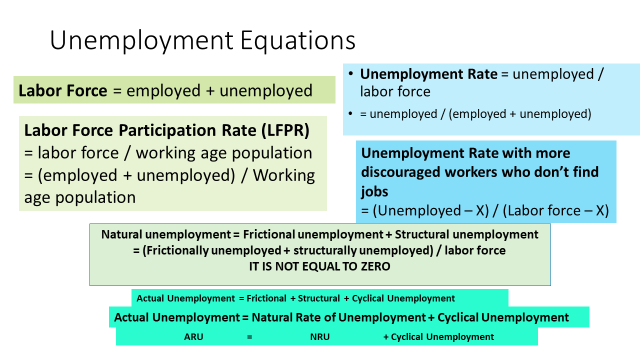 Unemployment Equations
Labor Force = employed + unemployed
• Unemployment Rate = unemployed /
labor force
• = unemployed / (employed + unemployed)
Labor Force Participation Rate (LFPR)
= labor force / working age population
= (employed + unemployed) / Working
age population
Unemployment Rate with more
discouraged workers who don't find
jobs
= (Unemployed – X) / (Labor force – X)
Natural unemployment = Frictional unemployment + Structural unemployment
= (Frictionally unemployed + structurally unemployed) / labor force
IT IS NOT EQUAL TO ZERO
Actual Unemployment = Frictional + Structural + Cyclical Unemployment
Actual Unemployment = Natural Rate of Unemployment + Cyclical Unemployment
ARU = NRU + Cyclical Unemployment